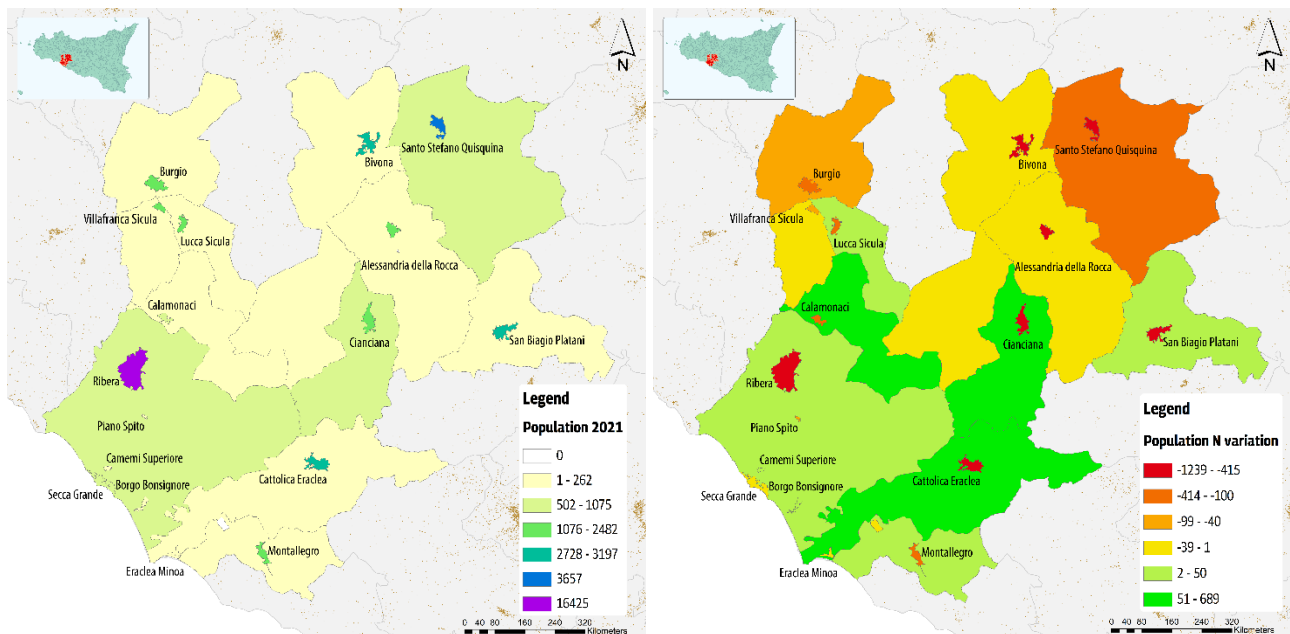 N
Santo Stefano Quisquina
Bivona
Burgio
Villafranca Sicula
Lucca Sicula
Alessandria della Rocca
Calamonaci
Cianciana
San Biagio Platani
Ribera
Piano Spito
Camemi Superiore
Secca Grande
Borgo Bonsignore
Cattolica Eraclea
Montallegro
Eraclea Minoa
Legend
Population 2021
0
1 - 262
502 - 1075
1076 - 2482
2728 - 3197
3657
16425
0 40 80 160 240 320
Kilometers
N
Santo Stefano Quisquina
Bivona
Burgio
Villafranca Sicula
Lucca Sicula
Alessandria della Rocca
Calamonaci
Cianciana
San Biagio Platani
Ribera
Piano Spito
Camemi Superiore
Secca Grande
Borgo Bonsignore
Cattolica Eraclea
Montallegro
Eraclea Minoa
Legend
Population N variation
-1239 - -415
-414 - -100
-99 - -40
-39 - 1
2 - 50
51 - 689
0 40 80 160 240 320
Kilometers